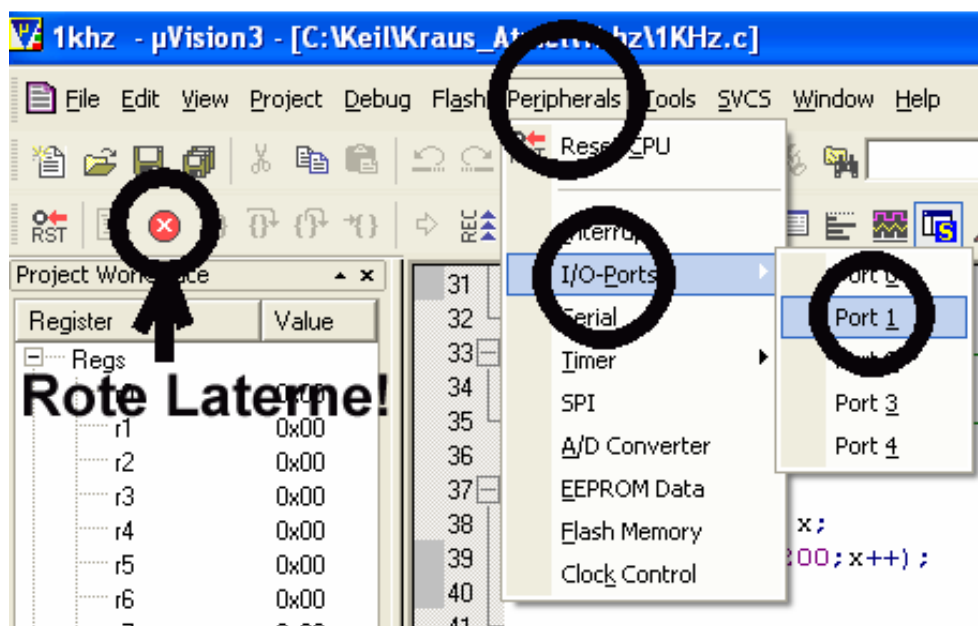 1khz - µVision3 - [C:\Keil\Kraus_ hz\1KHz.c]
File Edit View Project Debug Flash Peripherals Tools SVCS Window Help
Reset CPU
RST
REC
Interrupt
Project Workspace
I/O-Ports
Port 1
Port 3
Port 4
Serial
Timer
SPI
A/D Converter
EEPROM Data
Flash Memory
Clock Control
Register Value
Regs
Rote Laterne!
r1 0x00
r2 0x00
r3 0x00
r4 0x00
r5 0x00
r6 0x00
31
32
33
34
35
36
37
38 x;
39 00;x++);
40
41